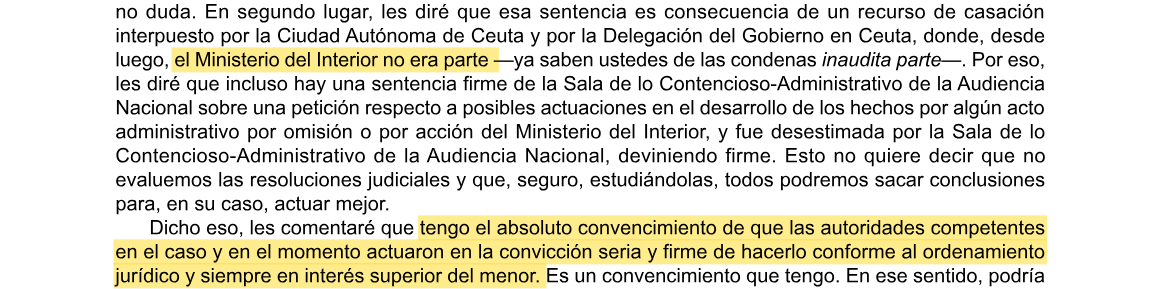 no duda. En segundo lugar, les diré que esa sentencia es consecuencia de un recurso de casación
interpuesto por la Ciudad Autónoma de Ceuta y por la Delegación del Gobierno en Ceuta, donde, desde
luego, el Ministerio del Interior no era parte —ya saben ustedes de las condenas inaudita parte—. Por eso,
les diré que incluso hay una sentencia firme de la Sala de lo Contencioso-Administrativo de la Audiencia
Nacional sobre una petición respecto a posibles actuaciones en el desarrollo de los hechos por algún acto
administrativo por omisión o por acción del Ministerio del Interior, y fue desestimada por la Sala de lo
Contencioso-Administrativo de la Audiencia Nacional, deviniendo firme. Esto no quiere decir que no
evaluemos las resoluciones judiciales y que, seguro, estudiándolas, todos podremos sacar conclusiones
para, en su caso, actuar mejor.
Dicho eso, les comentaré que tengo el absoluto convencimiento de que las autoridades competentes
en el caso y en el momento actuaron en la convicción seria y firme de hacerlo conforme al ordenamiento
jurídico y siempre en interés superior del menor. Es un convencimiento que tengo. En ese sentido, podría